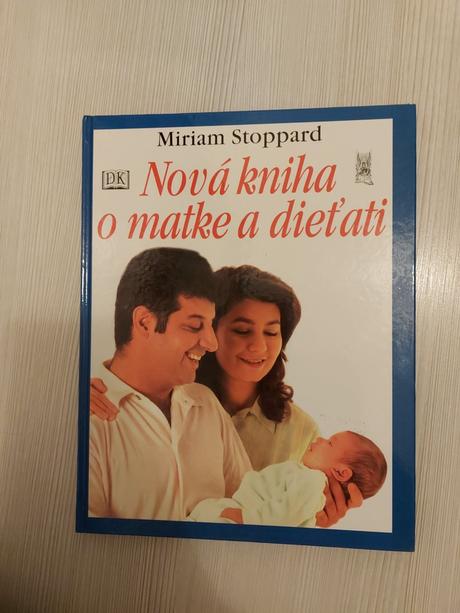 Miriam Stoppard
DK
Nová kniha
o matke a dieťati